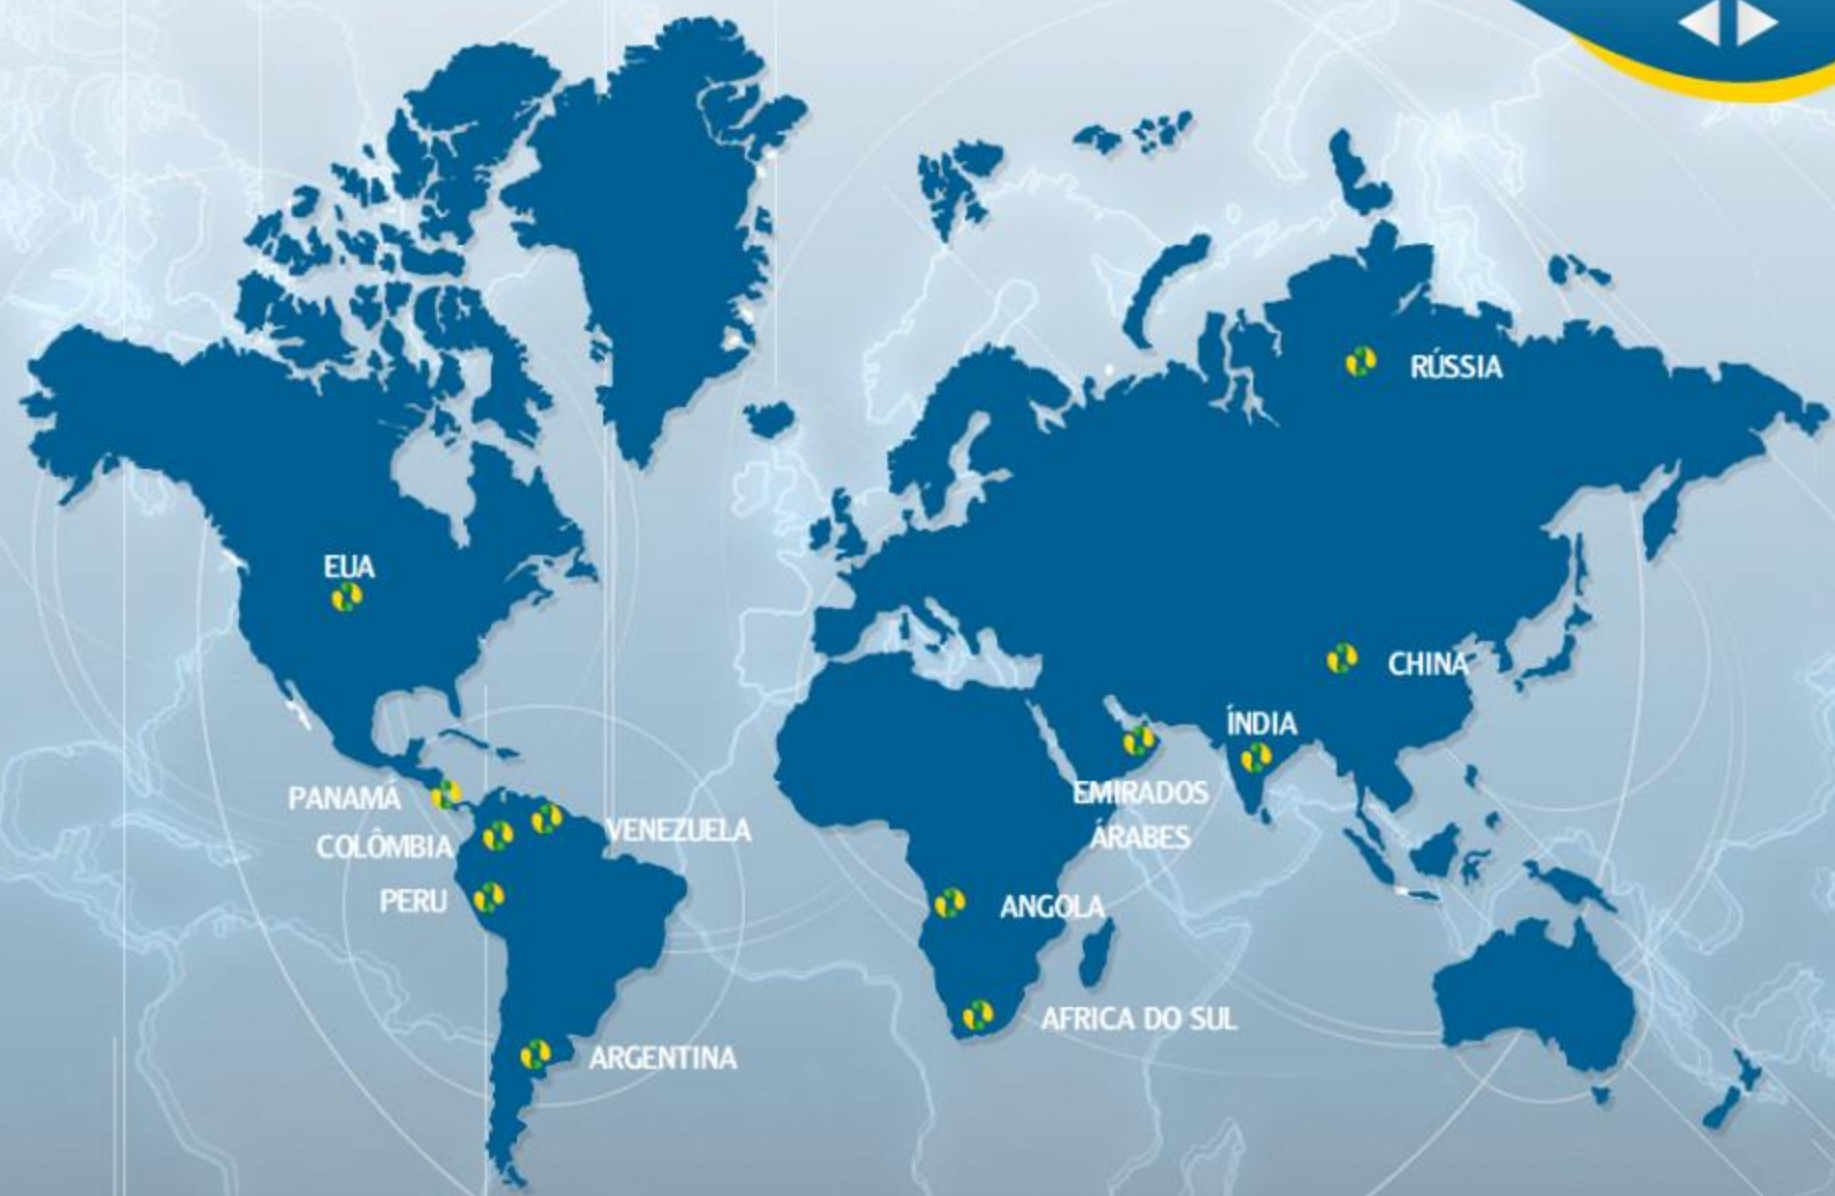 RÚSSIA
EUA
CHINA
ÍNDIA
PANAMÁ
EMIRADOS
ÁRABES
VENEZUELA
COLÔMBIA
PERU
ANGOLA
AFRICA DO SUL
ARGENTINA